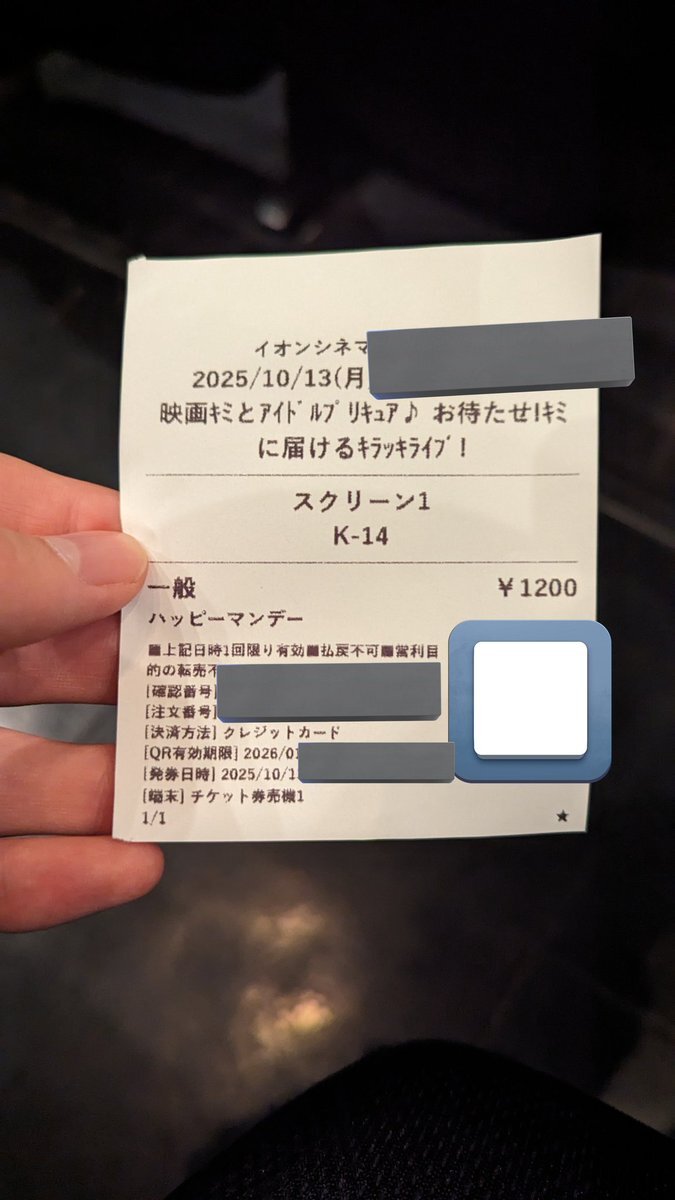 イオンシネマ
2025/10/13(月
映画ｷﾐとｱｲﾄﾞﾙﾌﾟﾘｷｭｱ♪ お待たせ!ｷﾐ
に届けるｷﾗｯｷﾗｲﾌﾞ!
スクリーン1
K-14
一般 ￥1200
ハッピーマンデー
■上記日時1回限り有効■払戻不可■営利目
的の転売不
[確認番号]
[注文番号]
[決済方法] クレジットカード
[QR有効期限] 2026/01
[発券日時] 2025/10/1
[端末] チケット券売機1
1/1 ★